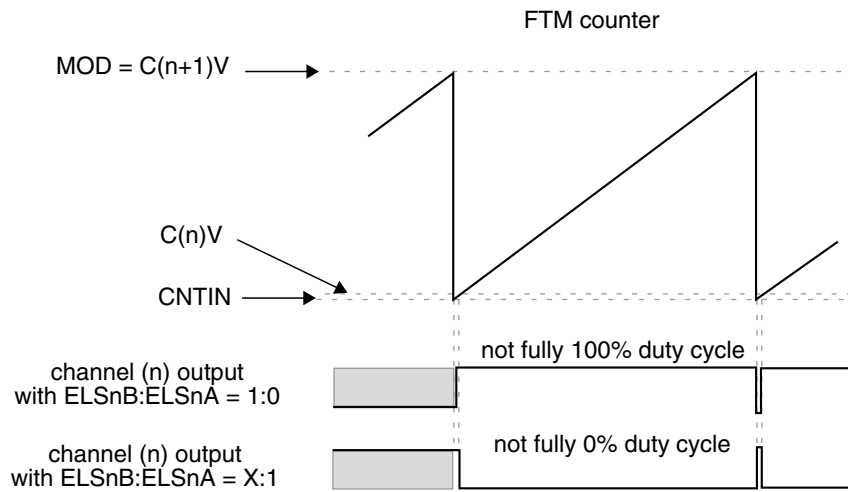 FTM counter
MOD = C(n+1)V
C(n)V
CNTIN
not fully 100% duty cycle
channel (n) output
with ELSnB:ELSnA = 1:0
not fully 0% duty cycle
channel (n) output
with ELSnB:ELSnA = X:1